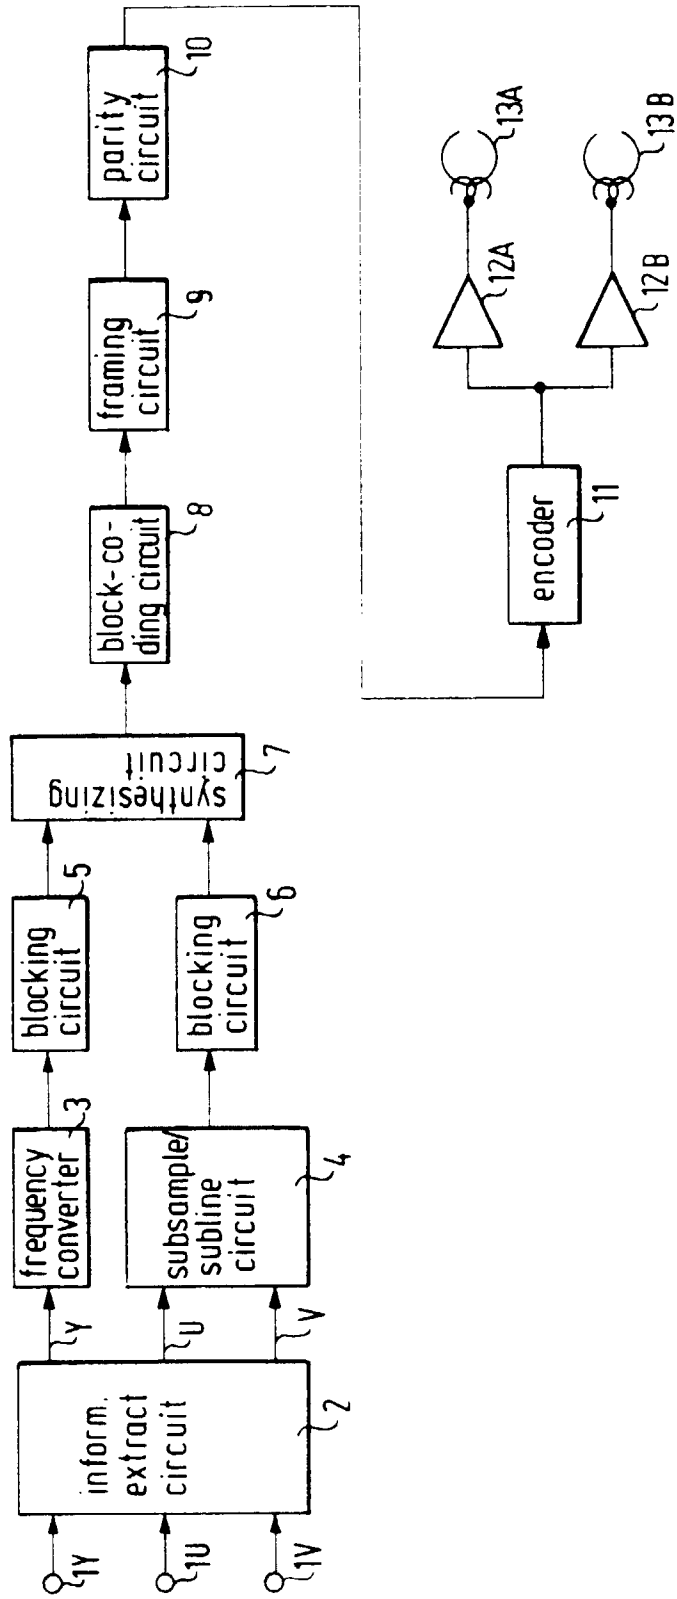 1Y
1U
1V
inform.
extract
circuit
2
Y
U
V
frequency
converter
3
subsample/
subline
circuit
4
blocking
circuit
5
blocking
circuit
6
synthesizing
circuit
7
block-co-
ding circuit
8
framing
circuit
9
parity
circuit
10
encoder
11
12A
12B
13A
13B